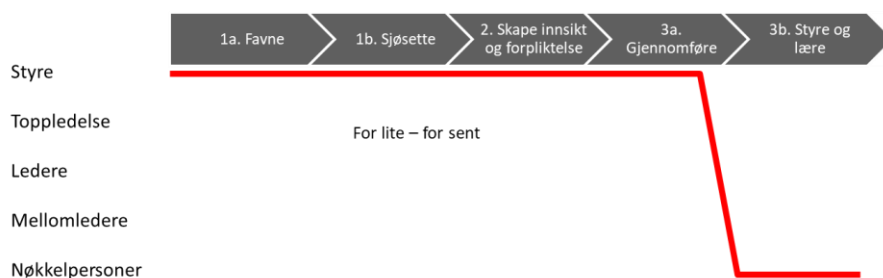 1a. Favne
1b. Sjøsette
2. Skape innsikt
og forpliktelse
3a.
Gjennomføre
3b. Styre og
lære
Styre
Toppledelse
For lite – for sent
Ledere
Mellomledere
Nøkkelpersoner